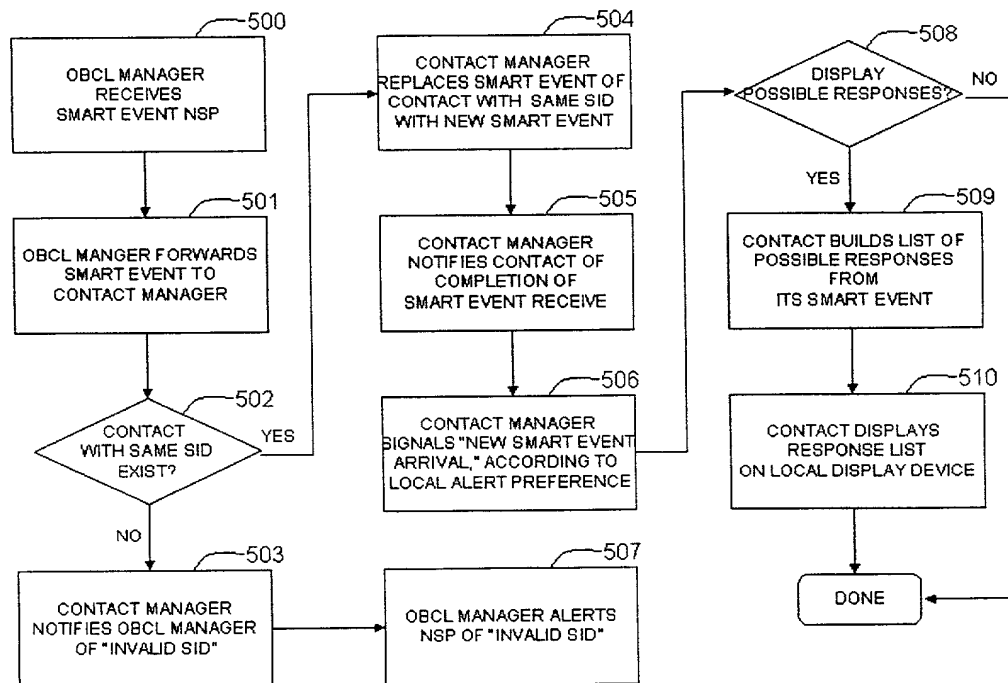 500
OBCL MANAGER
RECEIVES
SMART EVENT NSP
501
OBCL MANGER FORWARDS
SMART EVENT TO
CONTACT MANAGER
502
CONTACT
WITH SAME SID
EXIST?
YES
NO
503
CONTACT MANAGER
NOTIFIES OBCL MANAGER
OF "INVALID SID"
504
CONTACT MANAGER
REPLACES SMART EVENT OF
CONTACT WITH SAME SID
WITH NEW SMART EVENT
505
CONTACT MANGER
NOTIFIES CONTACT OF
COMPLETION OF
SMART EVENT RECEIVE
506
CONTACT MANAGER
SIGNALS "NEW SMART EVENT
ARRIVAL," ACCORDING TO
LOCAL ALERT PREFERENCE
507
OBCL MANAGER ALERTS
NSP OF "INVALID SID"
508
DISPLAY
POSSIBLE RESPONSES?
NO
YES
509
CONTACT BUILDS LIST OF
POSSIBLE RESPONSES
FROM
ITS SMART EVENT
510
CONTACT DISPLAYS
RESPONSE LIST
ON LOCAL DISPLAY DEVICE
DONE